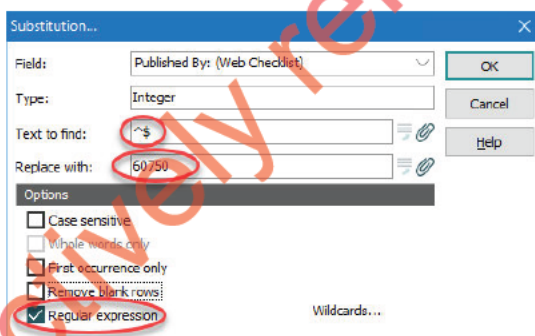 Substitution...
Field: Published By: (Web Checklist) OK
Type: Integer Cancel
Text to find: ^$ Help
Replace with: 60750
Options
Case sensitive
Whole words only
First occurrence only
Remove blank rows
Regular expression Wildcards...